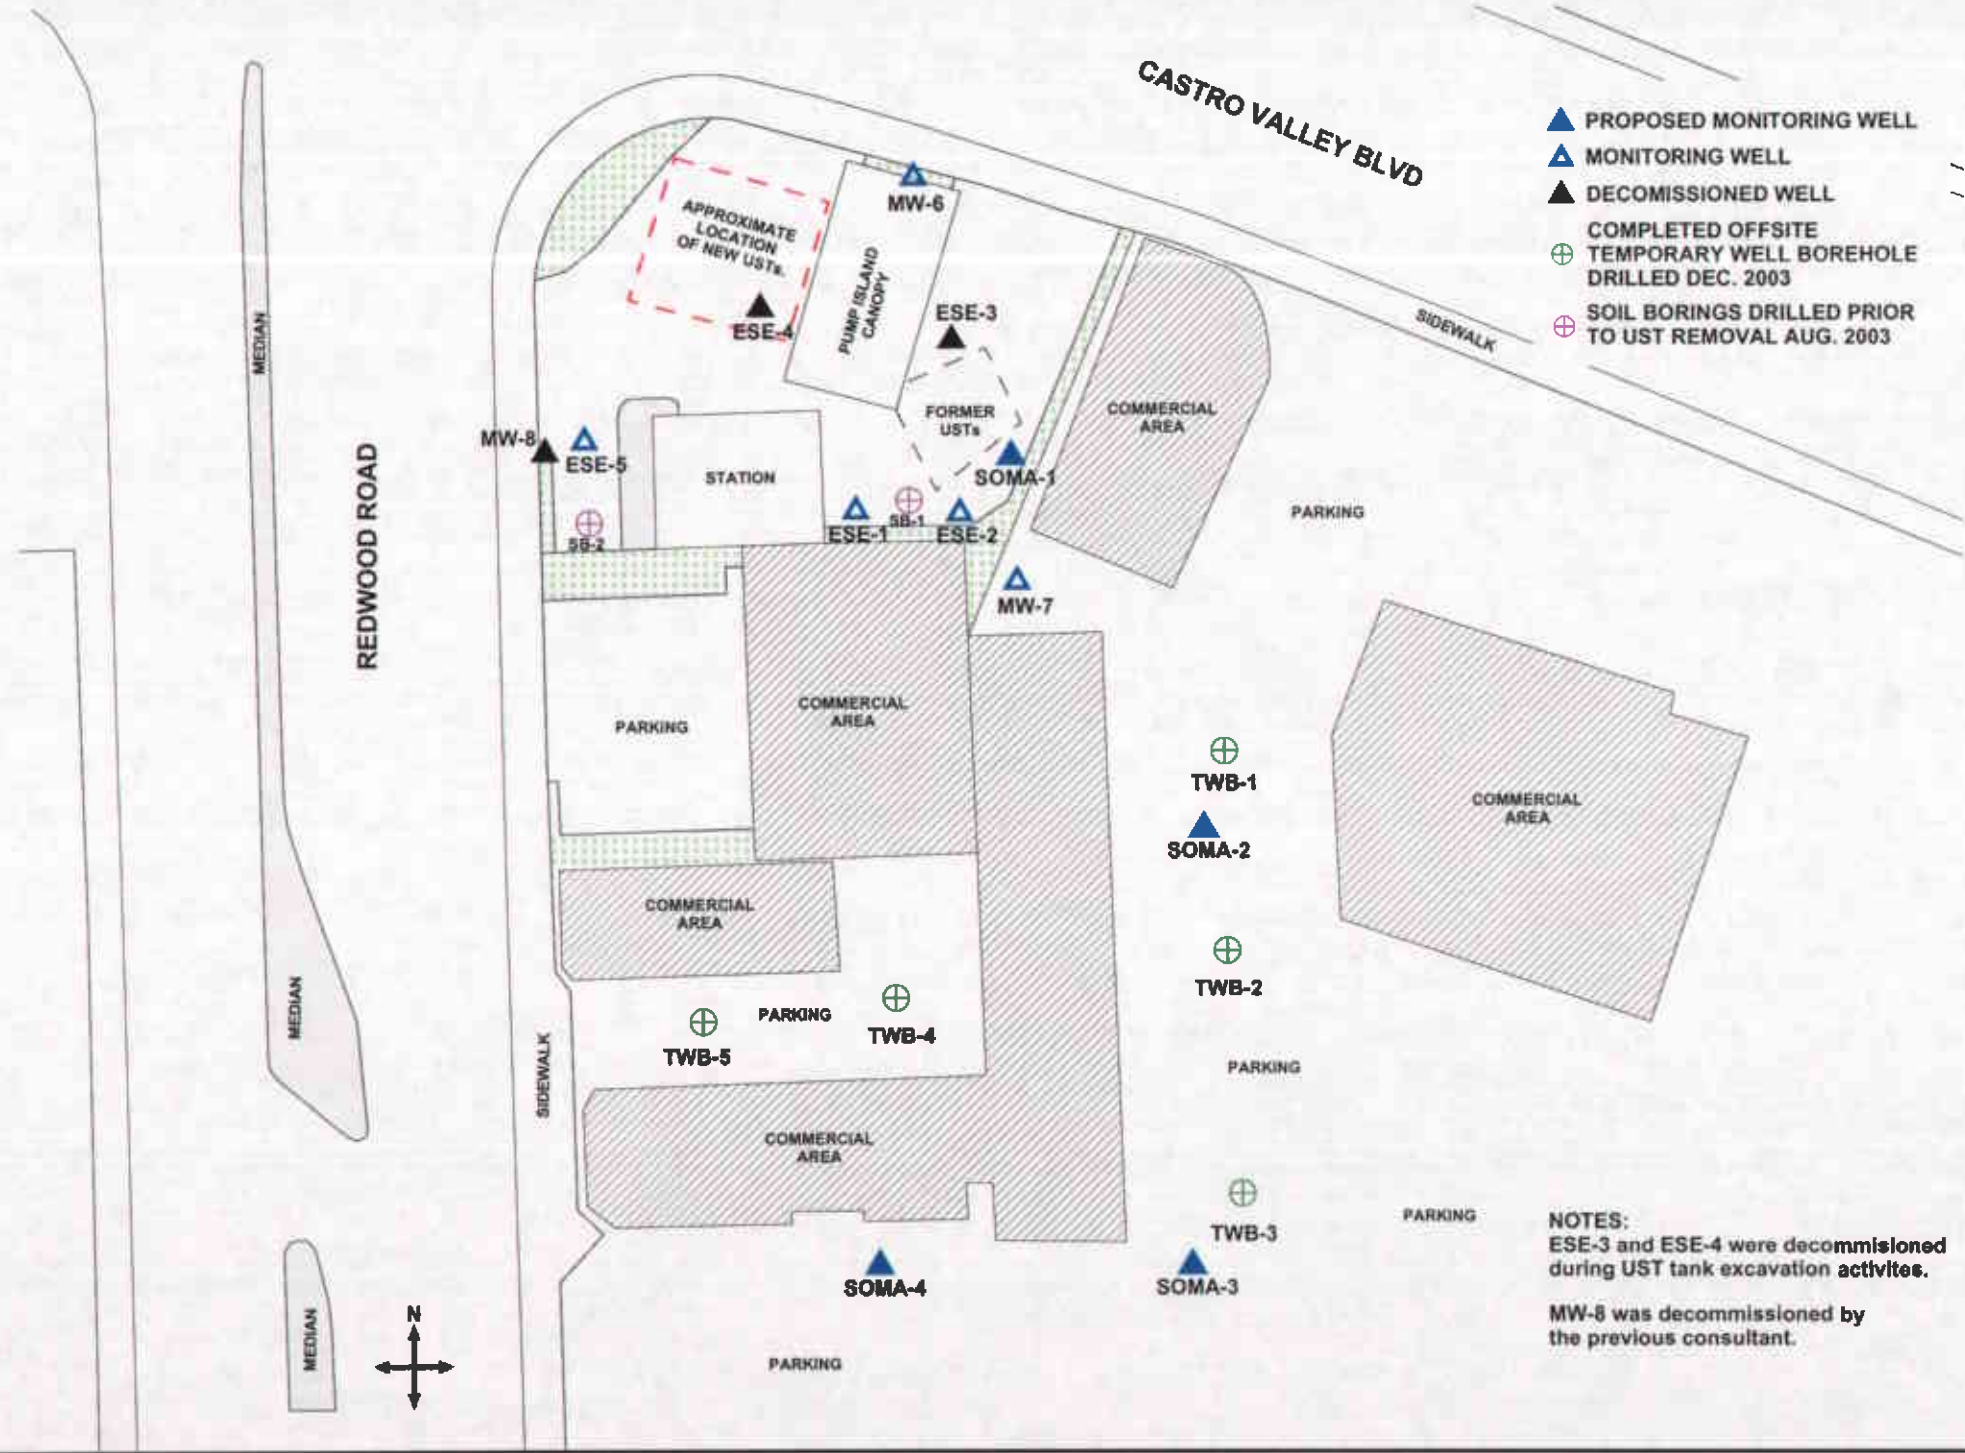 CASTRO VALLEY BLVD
PROPOSED MONITORING WELL
MONITORING WELL
DECOMISSIONED WELL
COMPLETED OFFSITE
TEMPORARY WELL BOREHOLE
DRILLED DEC. 2003
SOIL BORINGS DRILLED PRIOR
TO UST REMOVAL AUG. 2003
MW-6
APPROXIMATE
LOCATION
OF NEW USTs.
PUMP ISLAND
CANOPY
ESE-4
ESE-3
SIDEWALK
MEDIAN
FORMER
USTs
COMMERCIAL
AREA
MW-8
ESE-5
STATION
SOMA-1
REDWOOD ROAD
PARKING
SB-2
ESE-1
SB-1
ESE-2
MW-7
PARKING
COMMERCIAL
AREA
TWB-1
COMMERCIAL
AREA
SOMA-2
COMMERCIAL
AREA
TWB-2
MEDIAN
PARKING
TWB-4
TWB-5
SIDEWALK
PARKING
COMMERCIAL
AREA
TWB-3
PARKING
SOMA-4
SOMA-3
N
MEDIAN
PARKING
NOTES:
ESE-3 and ESE-4 were decommisioned
during UST tank excavation activites.
MW-8 was decommissioned by
the previous consultant.